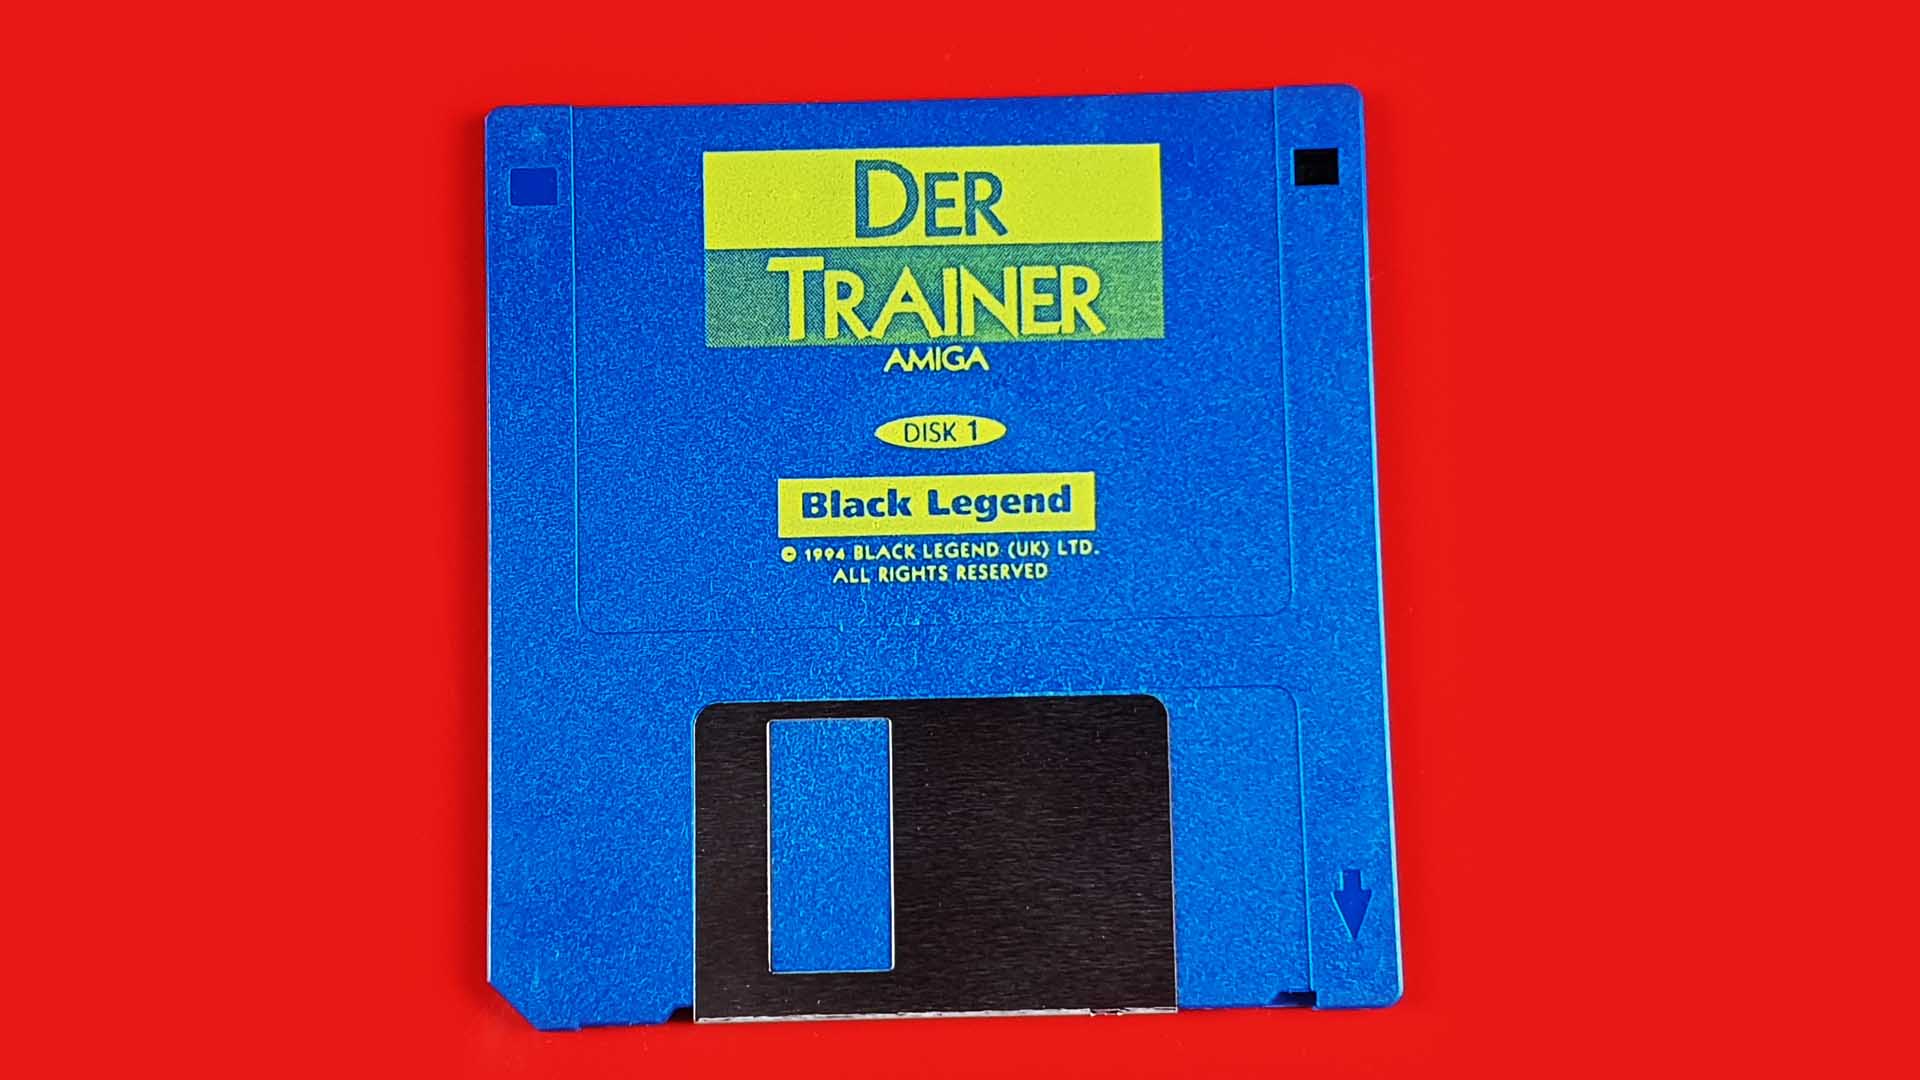 DER
TRAINER
AMIGA
DISK 1
Black Legend
© 1994 BLACK LEGEND (UK) LTD.
ALL RIGHTS RESERVED